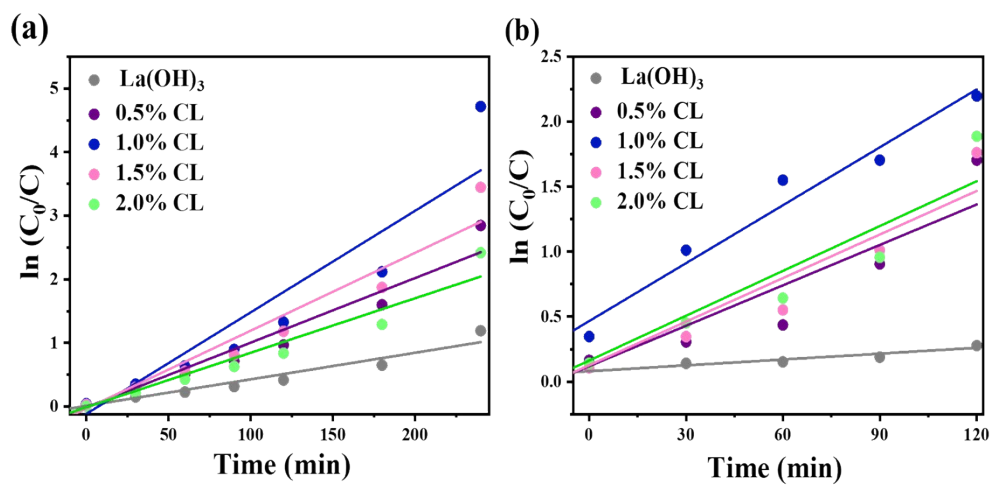 (a)
ln (C₀/C)
5
4
3
2
1
0
La(OH)₃
0.5% CL
1.0% CL
1.5% CL
2.0% CL
0 50 100 150 200
Time (min)
(b)
ln (C₀/C)
2.5
2.0
1.5
1.0
0.5
0.0
La(OH)₃
0.5% CL
1.0% CL
1.5% CL
2.0% CL
0 30 60 90 120
Time (min)